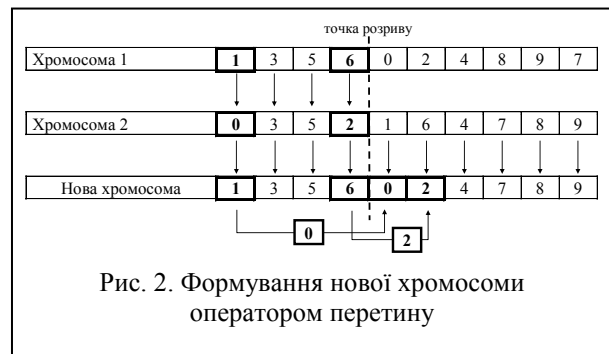 точка розриву
Хромосома 1 1 3 5 6 0 2 4 8 9 7
Хромосома 2 0 3 5 2 1 6 4 7 8 9
Нова хромосома 1 3 5 6 0 2 4 7 8 9
0
2
Рис. 2. Формування нової хромосоми
оператором перетину